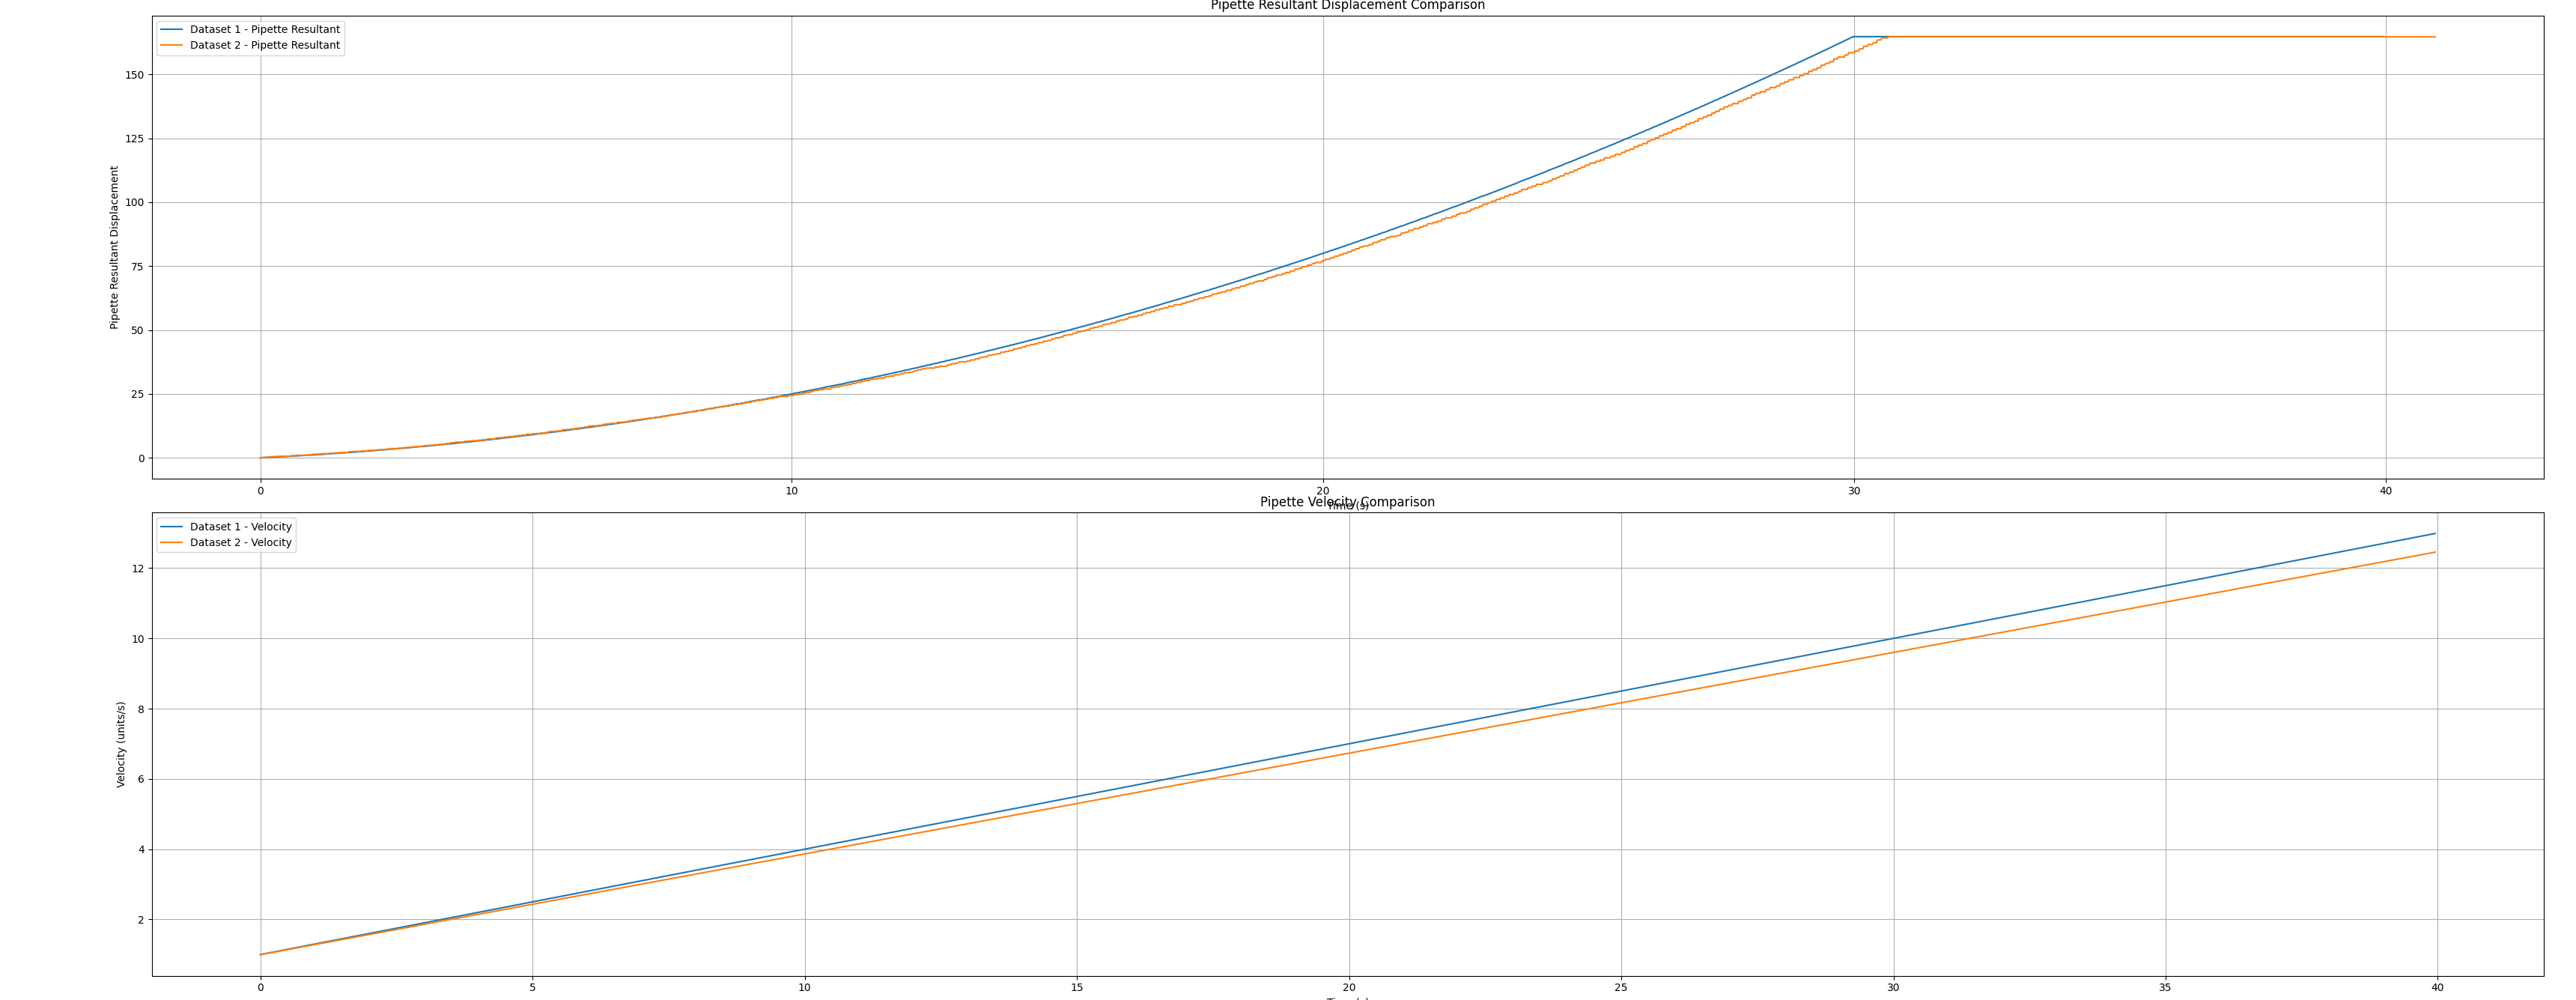 Pipette Resultant Displacement Comparison
Dataset 1 - Pipette Resultant
Dataset 2 - Pipette Resultant
150
125
100
75
50
25
0
Pipette Resultant Displacement
0 10 20 30 40
Time (s)
Pipette Velocity Comparison
Dataset 1 - Velocity
Dataset 2 - Velocity
12
10
8
6
4
2
Velocity (units/s)
0 5 10 15 20 25 30 35 40